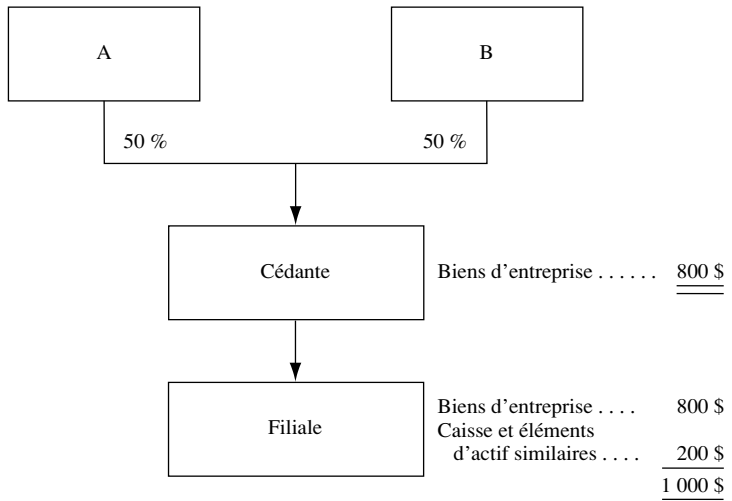 A
B
50 %
50 %
Cédante
Biens d'entreprise . . . . . . 800 $
Filiale
Biens d'entreprise . . . . 800 $
Caisse et éléments
d'actif similaires . . . . 200 $
1 000 $